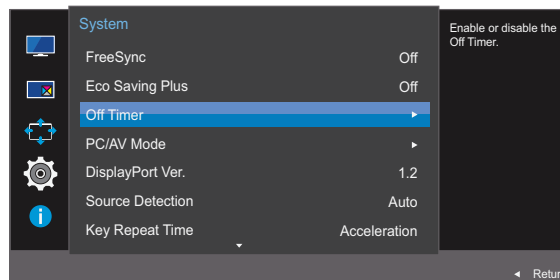 System
FreeSync Off
Eco Saving Plus Off
Off Timer
PC/AV Mode
DisplayPort Ver. 1.2
Source Detection Auto
Key Repeat Time Acceleration
Enable or disable the
Off Timer.
Retur